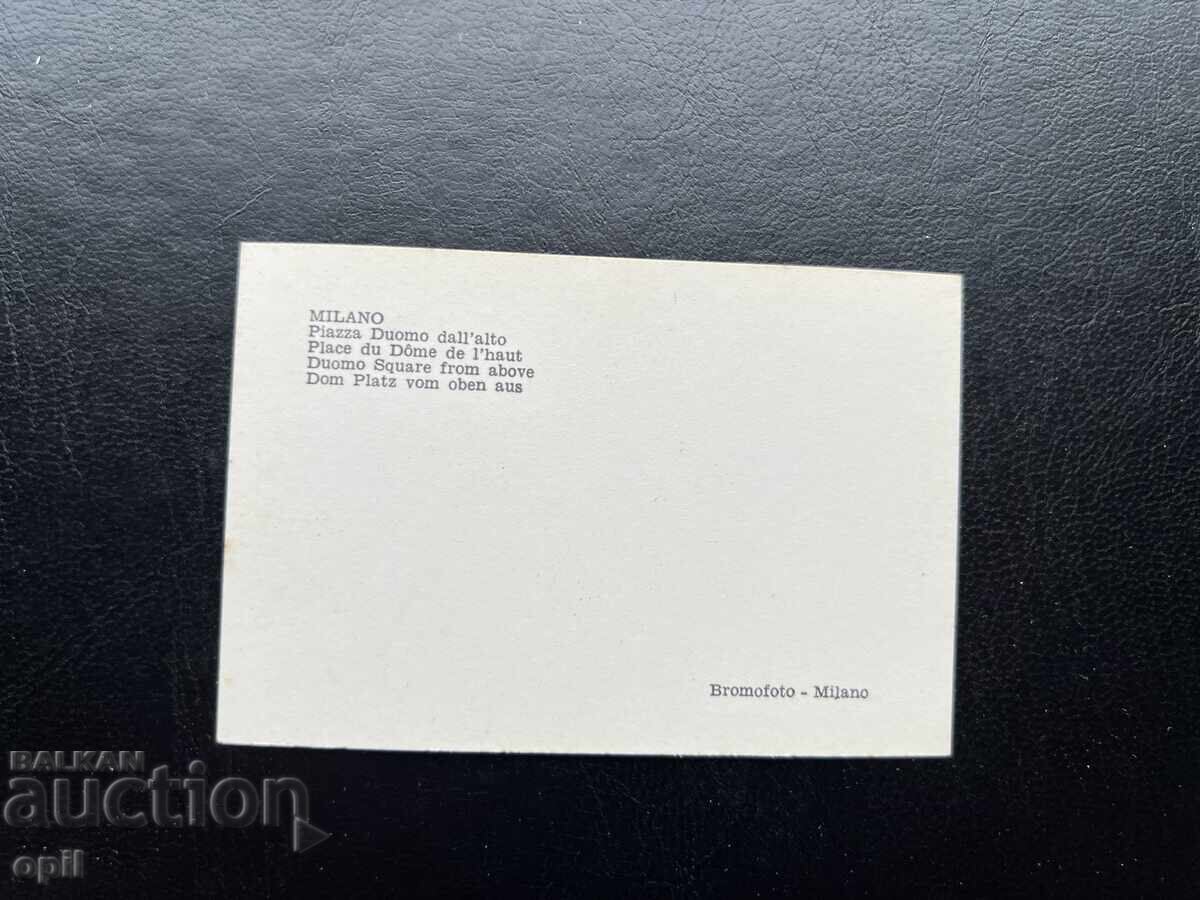 MILANO
Piazza Duomo dall'alto
Place du Dôme de l'haut
Duomo Square from above
Dom Platz vom oben aus
Bromofoto - Milano
BALKAN
auction
opil